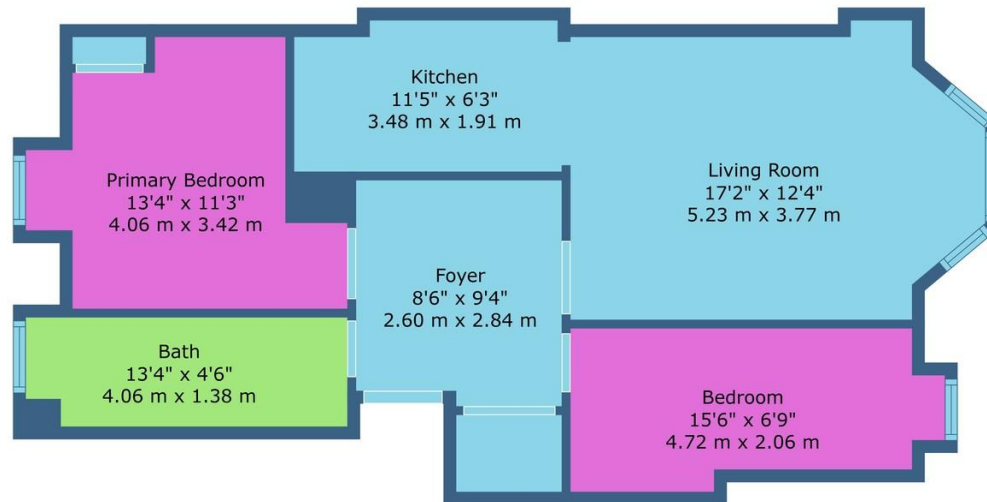 Kitchen
11'5" x 6'3"
3.48 m x 1.91 m
Living Room
17'2" x 12'4"
5.23 m x 3.77 m
Primary Bedroom
13'4" x 11'3"
4.06 m x 3.42 m
Foyer
8'6" x 9'4"
2.60 m x 2.84 m
Bath
13'4" x 4'6"
4.06 m x 1.38 m
Bedroom
15'6" x 6'9"
4.72 m x 2.06 m